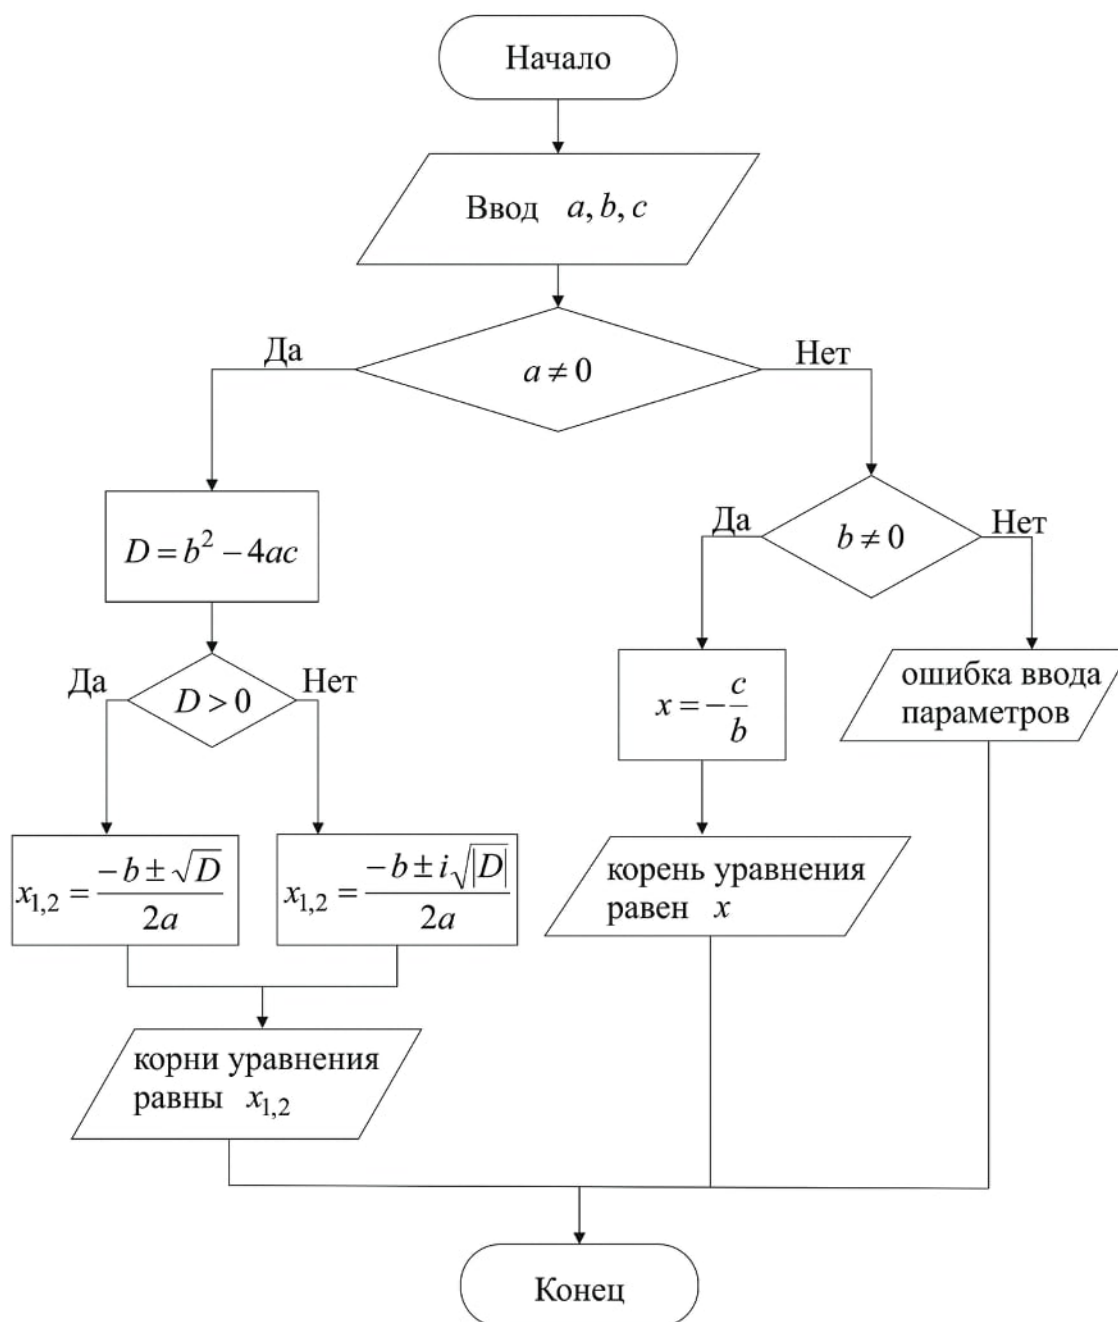 Начало
Ввод a, b, c
Да
a ≠ 0
Нет
D = b² − 4ac
Да
b ≠ 0
Нет
Да
D > 0
Нет
x = −c/b
ошибка ввода
параметров
x₁,₂ = (−b ± √D)/2a
x₁,₂ = (−b ± i√|D|)/2a
корень уравнения
равен x
корни уравнения
равны x₁,₂
Конец